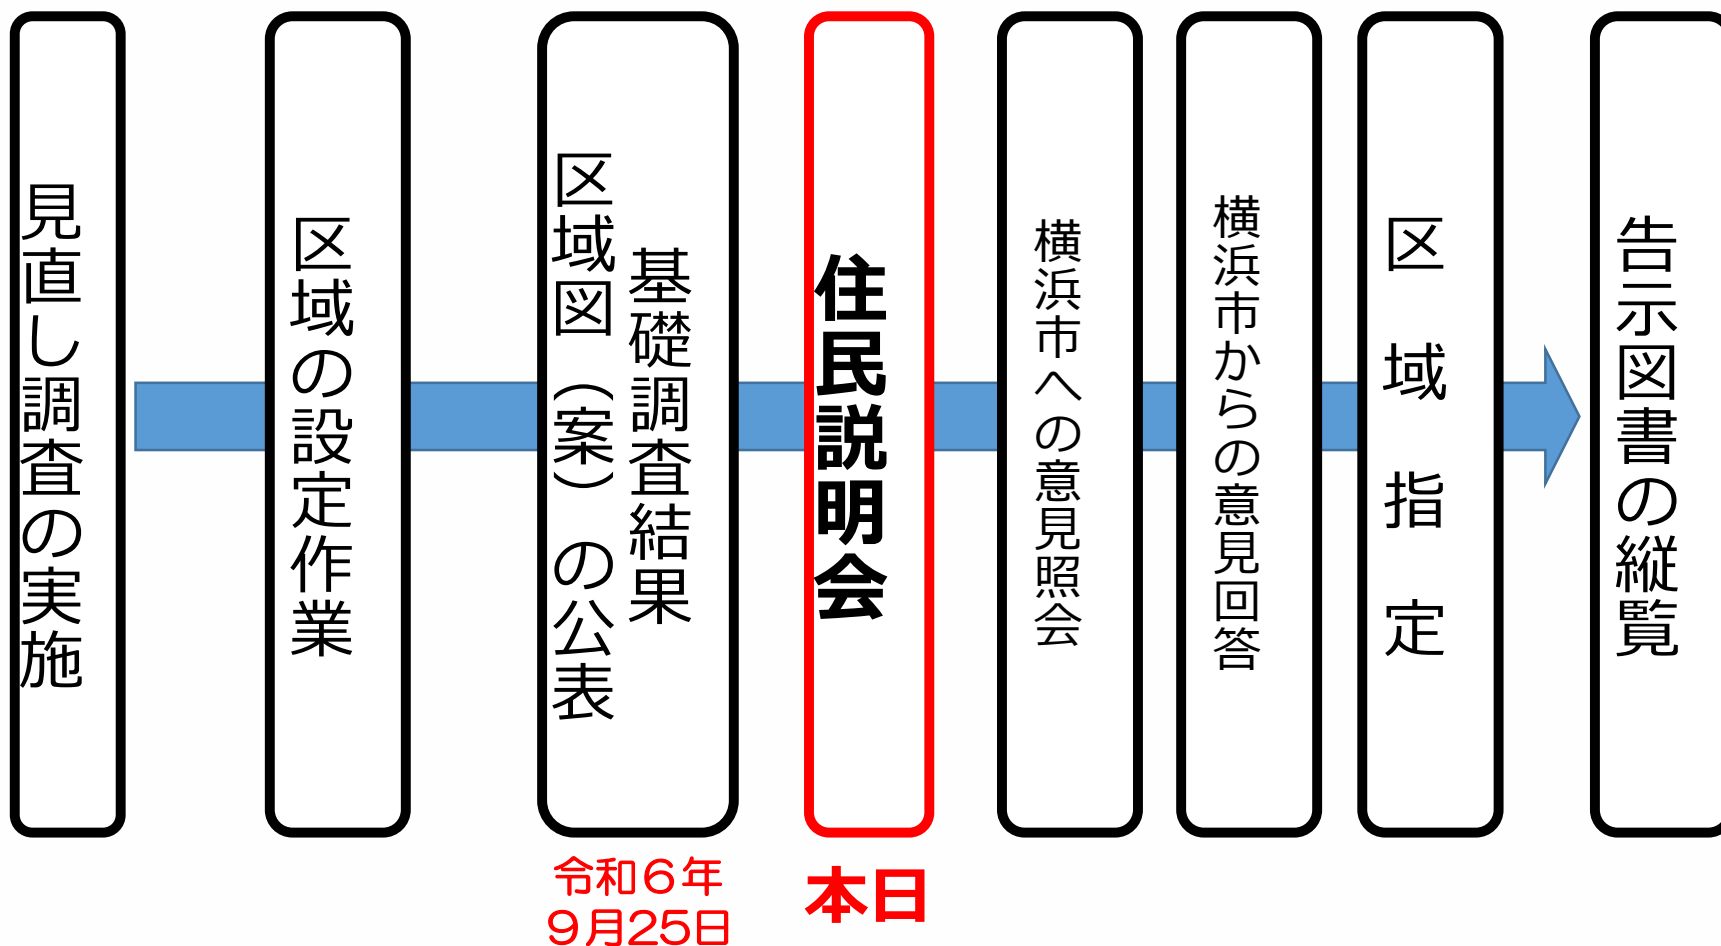 見直し調査の実施
区域の設定作業
基礎調査結果
区域図（案）の公表
令和６年
９月25日
住民説明会
本日
横浜市への意見照会
横浜市からの意見回答
区域指定
告示図書の縦覧